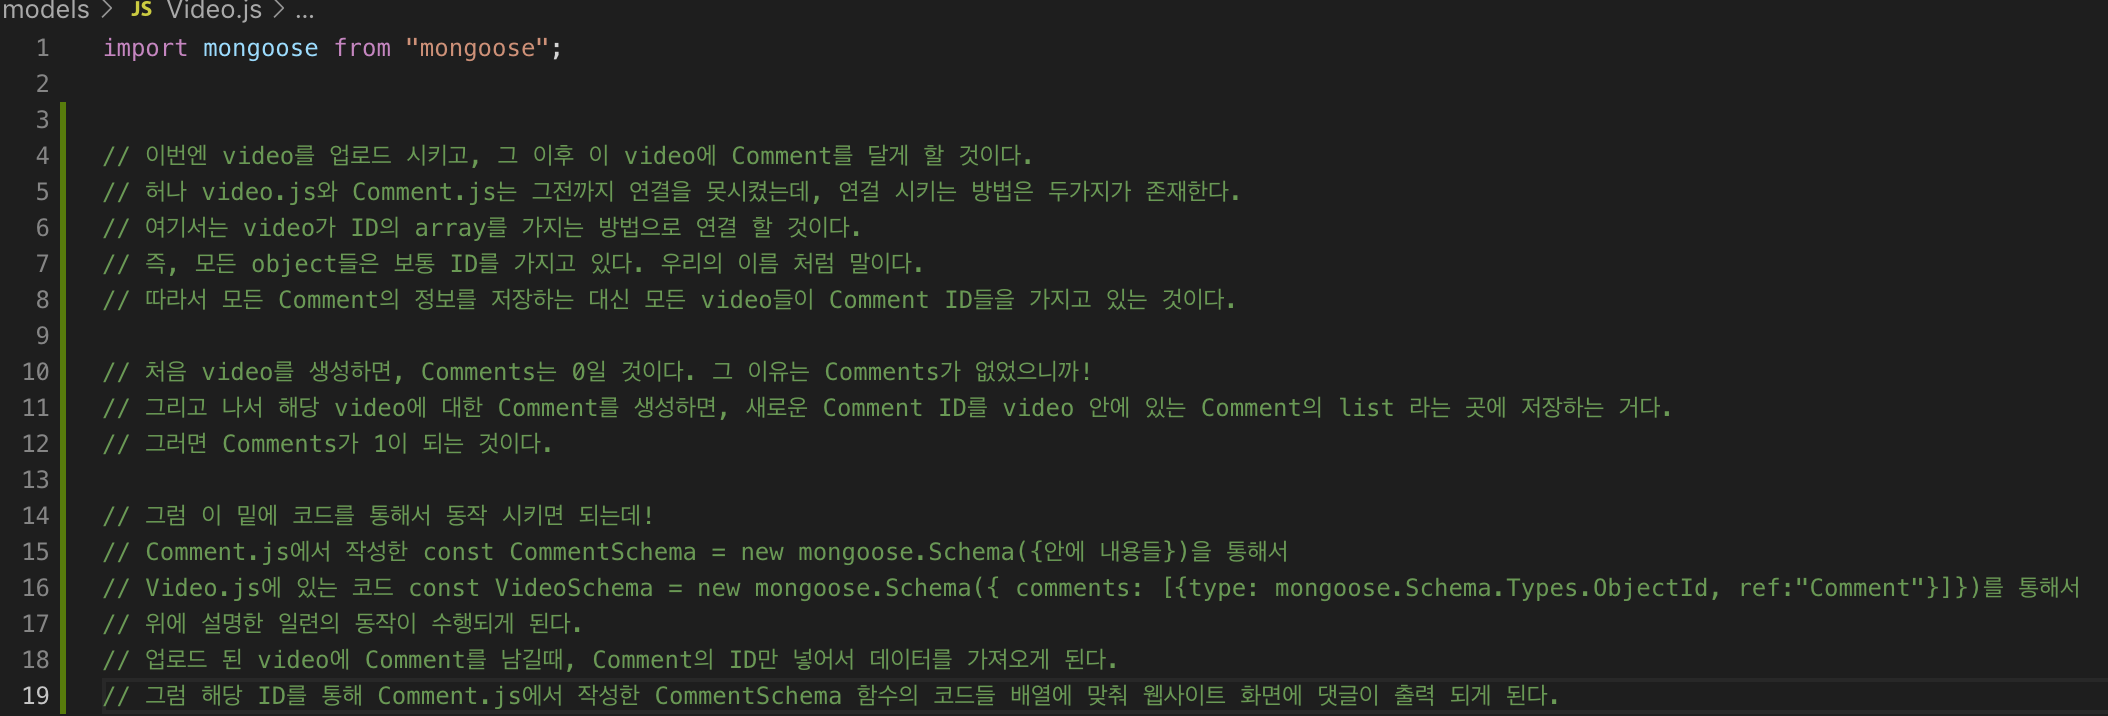 models > JS Video.js > ...
1 import mongoose from "mongoose";
2
3
4 // 이번엔 video를 업로드 시키고, 그 이후 이 video에 Comment를 달게 할 것이다.
5 // 허나 video.js와 Comment.js는 그전까지 연결을 못시켰는데, 연걸 시키는 방법은 두가지가 존재한다.
6 // 여기서는 video가 ID의 array를 가지는 방법으로 연결 할 것이다.
7 // 즉, 모든 object들은 보통 ID를 가지고 있다. 우리의 이름 처럼 말이다.
8 // 따라서 모든 Comment의 정보를 저장하는 대신 모든 video들이 Comment ID들을 가지고 있는 것이다.
9
10 // 처음 video를 생성하면, Comments는 0일 것이다. 그 이유는 Comments가 없었으니까!
11 // 그리고 나서 해당 video에 대한 Comment를 생성하면, 새로운 Comment ID를 video 안에 있는 Comment의 list 라는 곳에 저장하는 거다.
12 // 그러면 Comments가 1이 되는 것이다.
13
14 // 그럼 이 밑에 코드를 통해서 동작 시키면 되는데!
15 // Comment.js에서 작성한 const CommentSchema = new mongoose.Schema({안에 내용들})을 통해서
16 // Video.js에 있는 코드 const VideoSchema = new mongoose.Schema({ comments: [{type: mongoose.Schema.Types.ObjectId, ref:"Comment"}]})를 통해서
17 // 위에 설명한 일련의 동작이 수행되게 된다.
18 // 업로드 된 video에 Comment를 남길때, Comment의 ID만 넣어서 데이터를 가져오게 된다.
19 // 그럼 해당 ID를 통해 Comment.js에서 작성한 CommentSchema 함수의 코드들 배열에 맞춰 웹사이트 화면에 댓글이 출력 되게 된다.